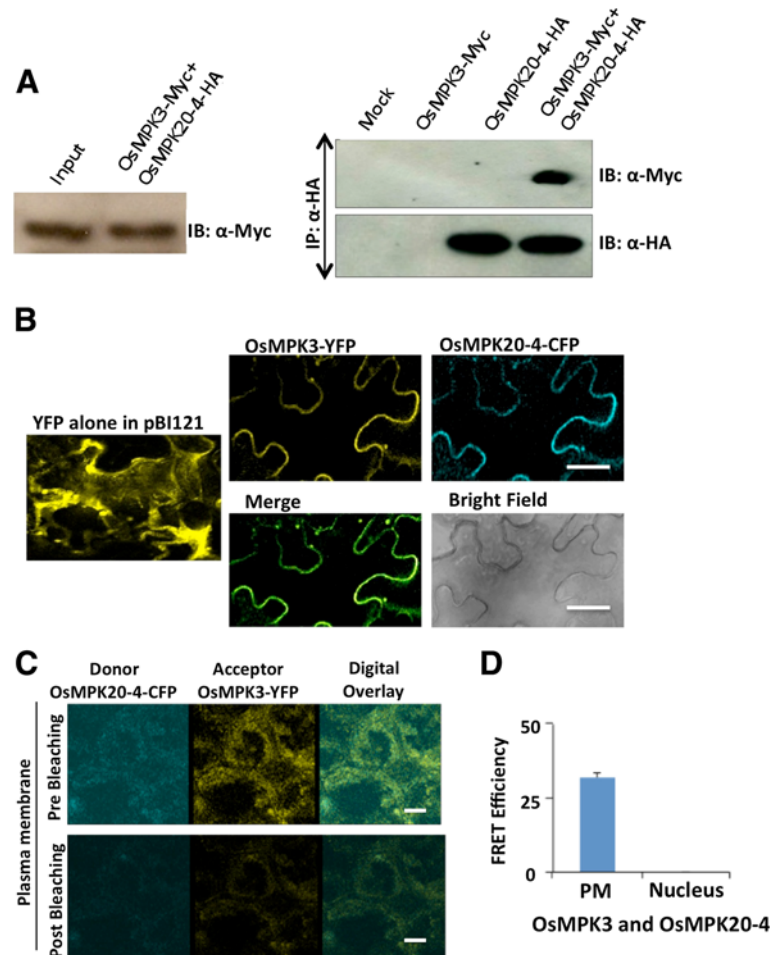 A
Input
OsMPK3-Myc+
OsMPK20-4-HA
IB: α-Myc
Mock
OsMPK3-Myc
OsMPK20-4-HA
OsMPK3-Myc+
OsMPK20-4-HA
IP: α-HA
IB: α-Myc
IB: α-HA
B
YFP alone in pBI121
OsMPK3-YFP
OsMPK20-4-CFP
Merge
Bright Field
C
Donor
OsMPK20-4-CFP
Acceptor
OsMPK3-YFP
Digital
Overlay
Plasma membrane
Pre Bleaching
Post Bleaching
D
FRET Efficiency
50
25
0
PM
Nucleus
OsMPK3 and OsMPK20-4